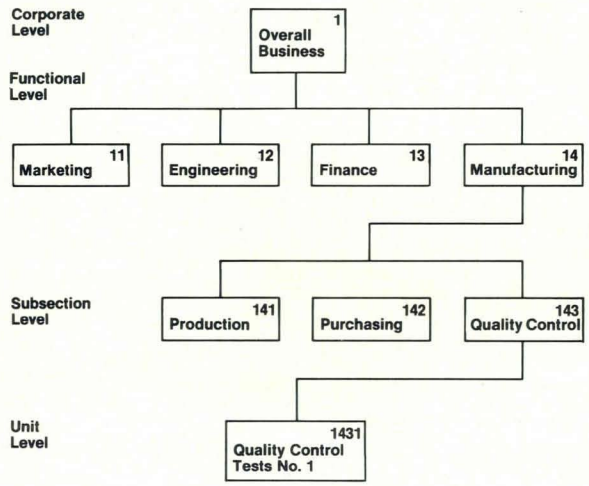 Corporate
Level
1
Overall
Business
Functional
Level
11
Marketing
12
Engineering
13
Finance
14
Manufacturing
Subsection
Level
141
Production
142
Purchasing
143
Quality Control
Unit
Level
1431
Quality Control
Tests No. 1